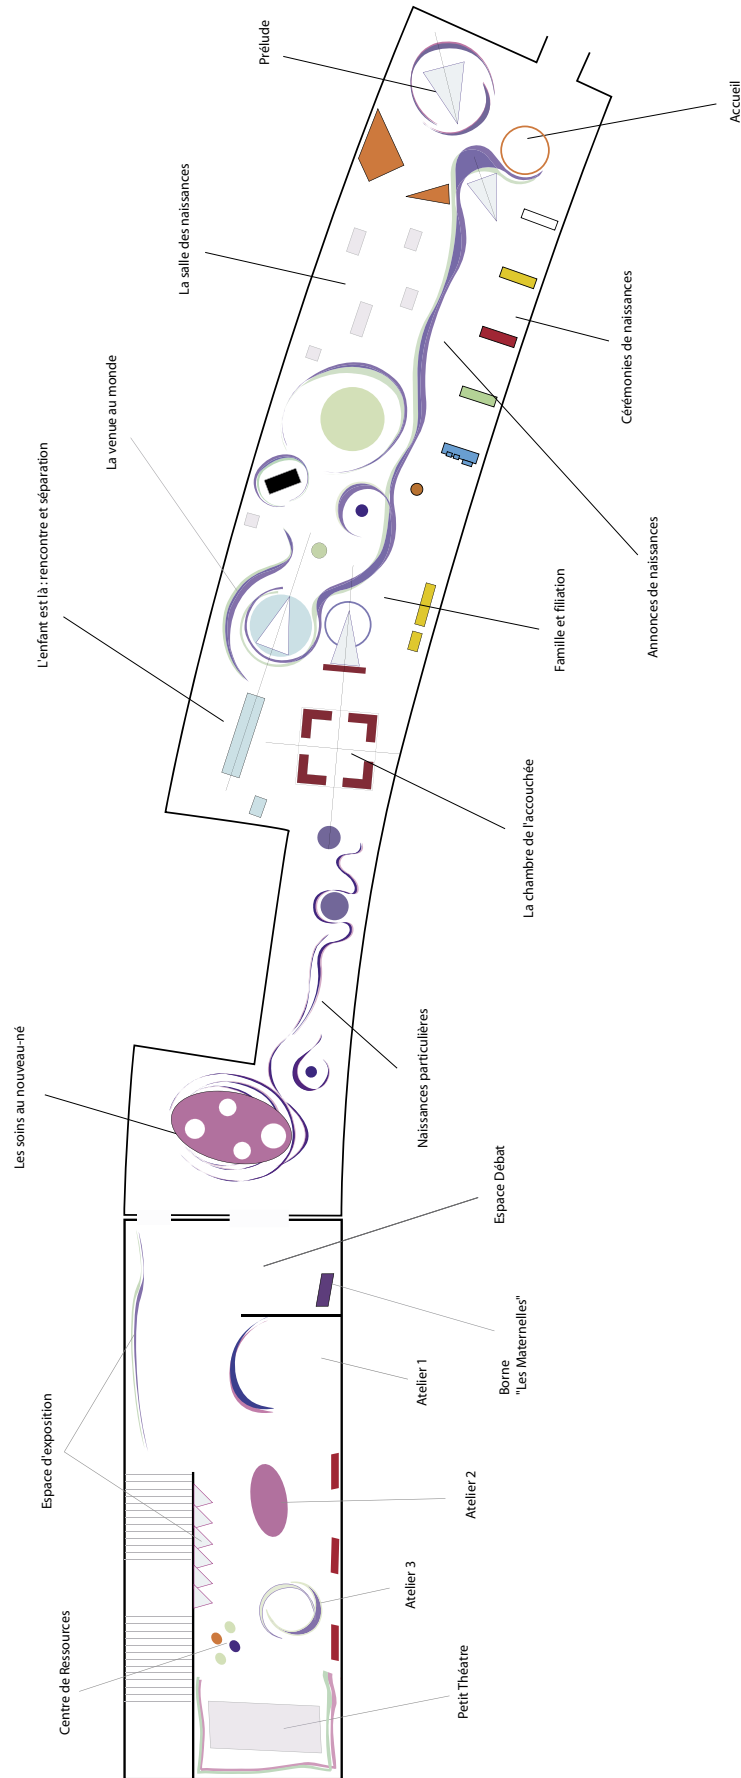 Prélude
Accueil
La salle des naissances
Cérémonies de naissances
La venue au monde
L'enfant est là : rencontre et séparation
Annonces de naissances
Famille et filiation
La chambre de l'accouchée
Naissances particulières
Les soins au nouveau-né
Espace Débat
Borne
"Les Maternelles"
Atelier 1
Espace d'exposition
Atelier 2
Atelier 3
Centre de Ressources
Petit Théatre